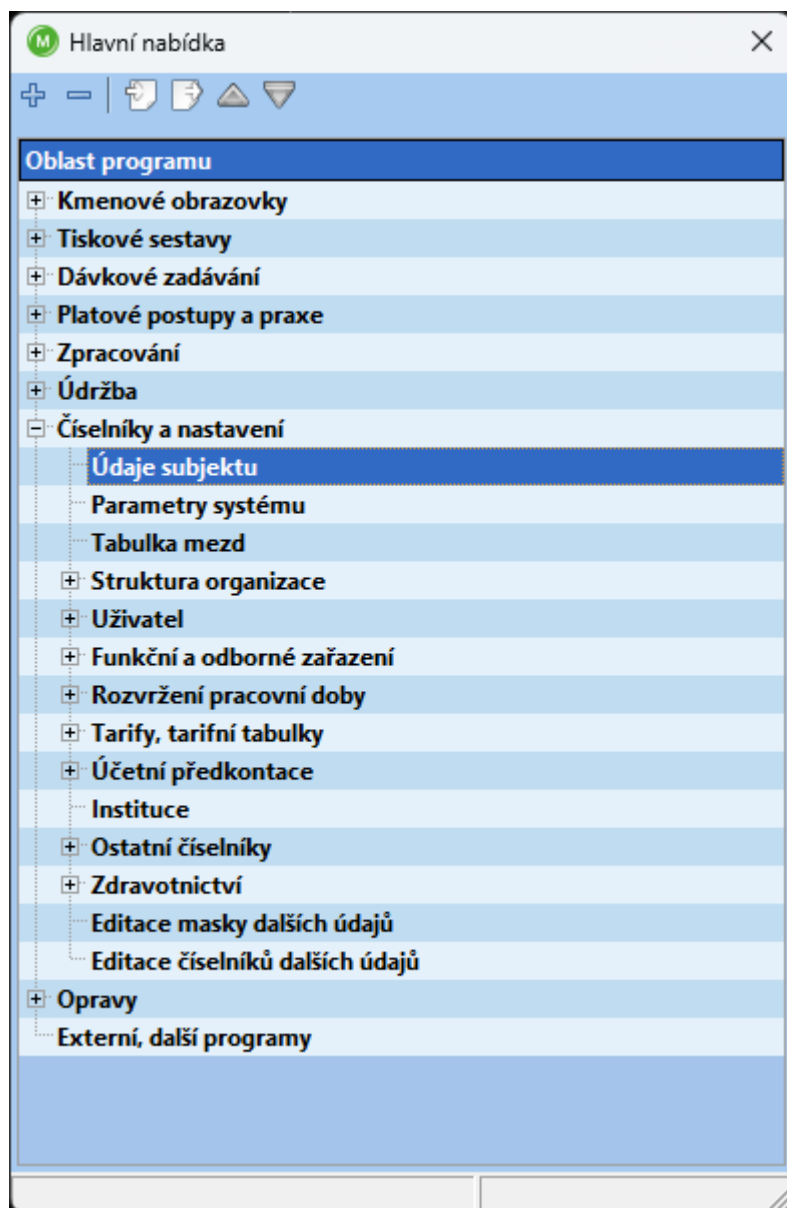 M Hlavní nabídka
Oblast programu
Kmenové obrazovky
Tiskové sestavy
Dávkové zadávání
Platové postupy a praxe
Zpracování
Údržba
Číselníky a nastavení
Údaje subjektu
Parametry systému
Tabulka mezd
Struktura organizace
Uživatel
Funkční a odborné zařazení
Rozvržení pracovní doby
Tarify, tarifní tabulky
Účetní předkontace
Instituce
Ostatní číselníky
Zdravotnictví
Editace masky dalších údajů
Editace číselníků dalších údajů
Opravy
Externí, další programy